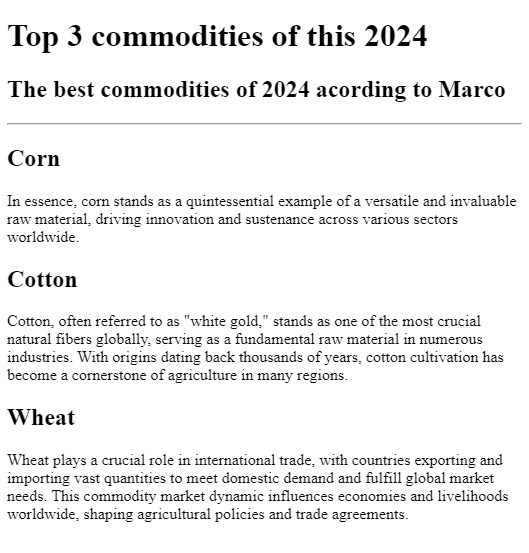 Top 3 commodities of this 2024
The best commodities of 2024 acording to Marco
Corn
In essence, corn stands as a quintessential example of a versatile and invaluable
raw material, driving innovation and sustenance across various sectors
worldwide.
Cotton
Cotton, often referred to as "white gold," stands as one of the most crucial
natural fibers globally, serving as a fundamental raw material in numerous
industries. With origins dating back thousands of years, cotton cultivation has
become a cornerstone of agriculture in many regions.
Wheat
Wheat plays a crucial role in international trade, with countries exporting and
importing vast quantities to meet domestic demand and fulfill global market
needs. This commodity market dynamic influences economies and livelihoods
worldwide, shaping agricultural policies and trade agreements.